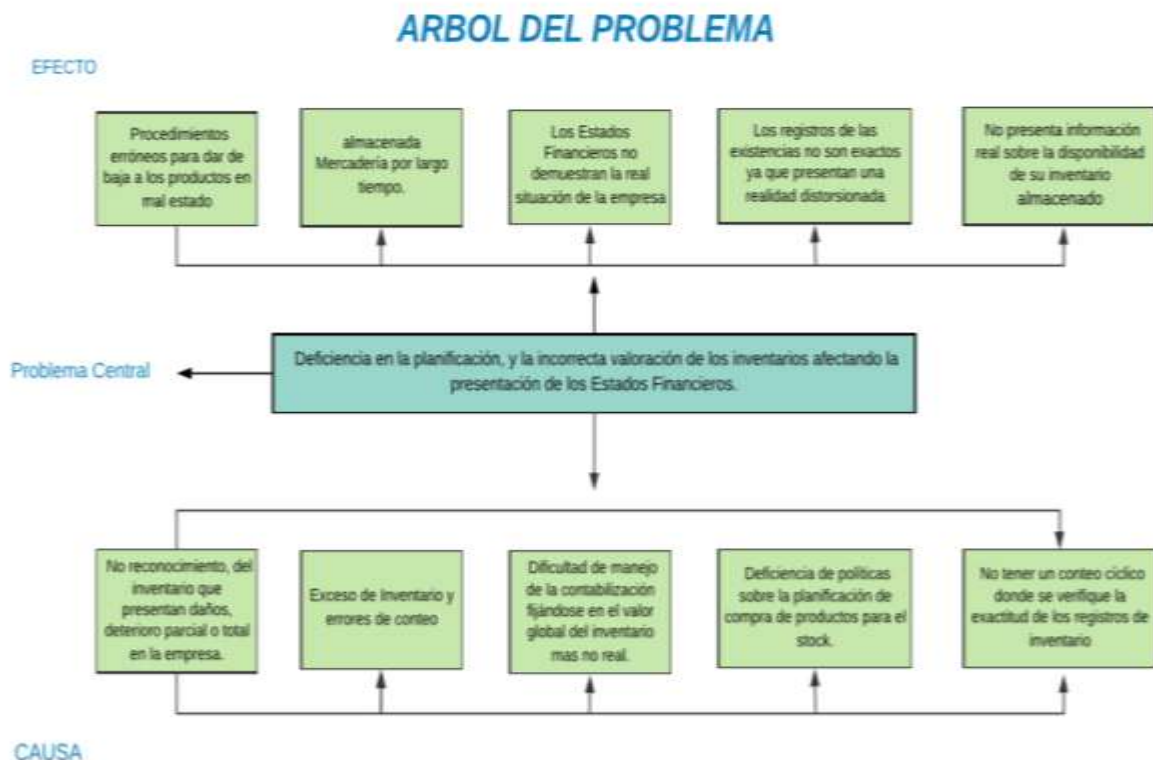 ARBOL DEL PROBLEMA
EFECTO
Procedimientos
erróneos para dar de
baja a los productos en
mal estado
almacenada
Mercadería por largo
tiempo.
Los Estados
Financieros no
demuestran la real
situación de la empresa
Los registros de las
existencias no son exactos
ya que presentan una
realidad distorsionada
No presenta información
real sobre la disponibilidad
de su inventario
almacenado
Problema Central
Deficiencia en la planificación, y la incorrecta valoración de los inventarios afectando la
presentación de los Estados Financieros.
No reconocimiento, del
inventario que
presentan daños,
deterioro parcial o total
en la empresa.
Exceso de Inventario y
errores de conteo
Dificultad de manejo
de la contabilización
fijándose en el valor
global del inventario
mas no real.
Deficiencia de políticas
sobre la planificación de
compra de productos para el
stock.
No tener un conteo cíclico
donde se verifique la
exactitud de los registros de
inventario
CAUSA